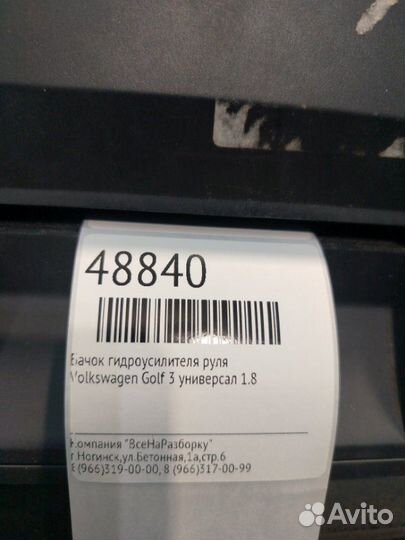 48840
Бачок гидроусилителя руля
Volkswagen Golf 3 универсал 1.8
Компания "ВсеНаРазборку"
г.Ногинск,ул.Бетонная,1а,стр.6
8 (966)319-00-00, 8 (966)317-00-99
Avito